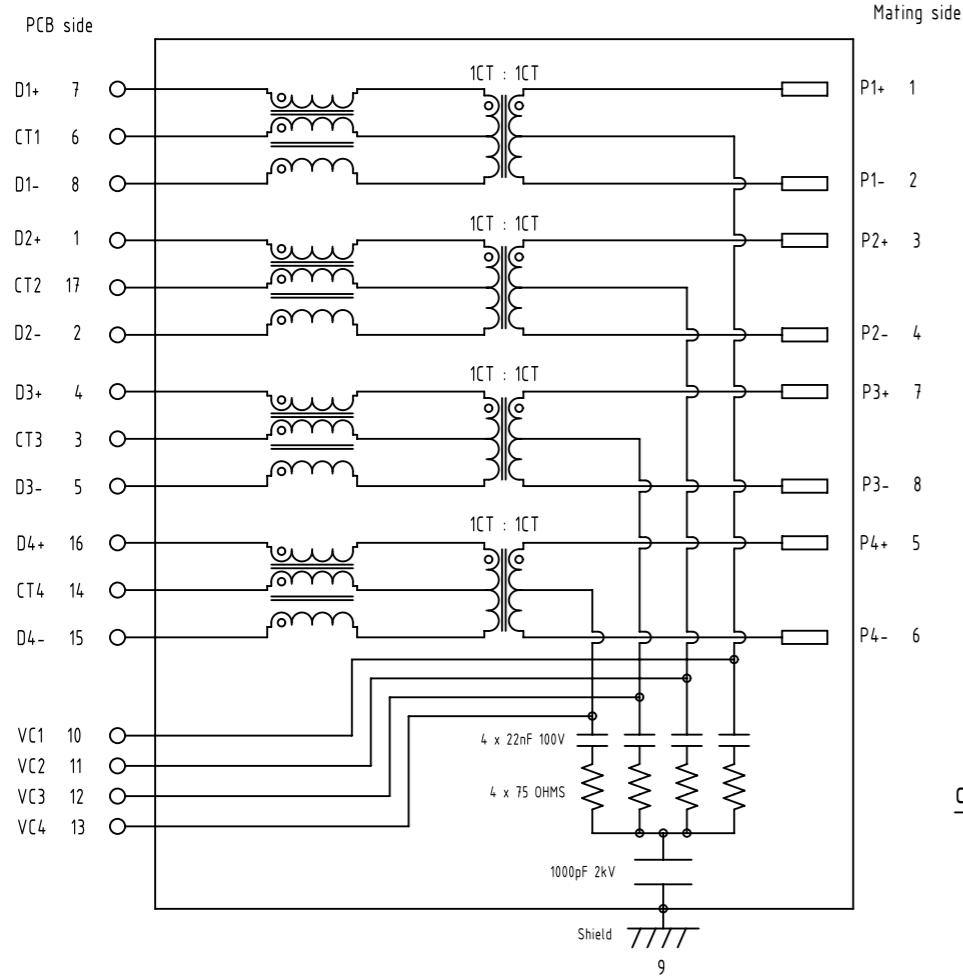 PCB side
Mating side
D1+ 7
1CT : 1CT
P1+ 1
CT1 6
D1- 8
P1- 2
D2+ 1
1CT : 1CT
P2+ 3
CT2 17
D2- 2
P2- 4
D3+ 4
1CT : 1CT
P3+ 7
CT3 3
D3- 5
P3- 8
D4+ 16
1CT : 1CT
P4+ 5
CT4 14
D4- 15
P4- 6
VC1 10
4 x 22nF 100V
VC2 11
VC3 12
4 x 75 OHMS
VC4 13
1000pF 2kV
Shield
9